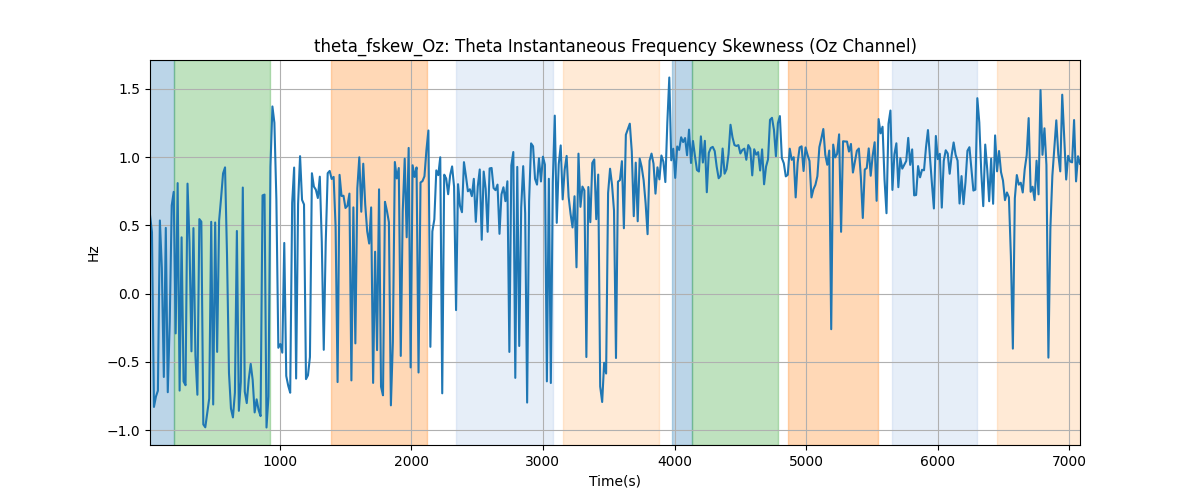 theta_fskew_Oz: Theta Instantaneous Frequency Skewness (Oz Channel)
1.5
1.0
0.5
0.0
−0.5
−1.0
Hz
1000 2000 3000 4000 5000 6000 7000
Time(s)